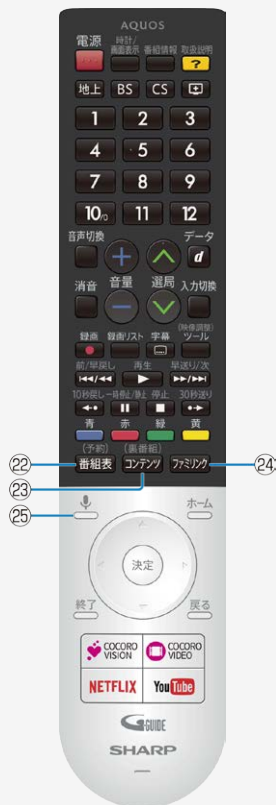 AQUOS
電源 時計/画面表示 番組情報 取扱説明
?
地上 BS CS
1 2 3
4 5 6
7 8 9
10/0 11 12
音声切換 データ
d
消音 音量 選局 入力切換
(映像調整)
録画 録画リスト 字幕 ツール
前/早戻し 再生 早送り/次
10秒戻し 一時停止/静止 停止 30秒送り
青 赤 緑 黄
(予約) (裏番組)
22 番組表 コンテンツ ファミリンク 24
23
25 ホーム
決定
終了 戻る
COCORO VISION COCORO VIDEO
NETFLIX YouTube
G-GUIDE
SHARP